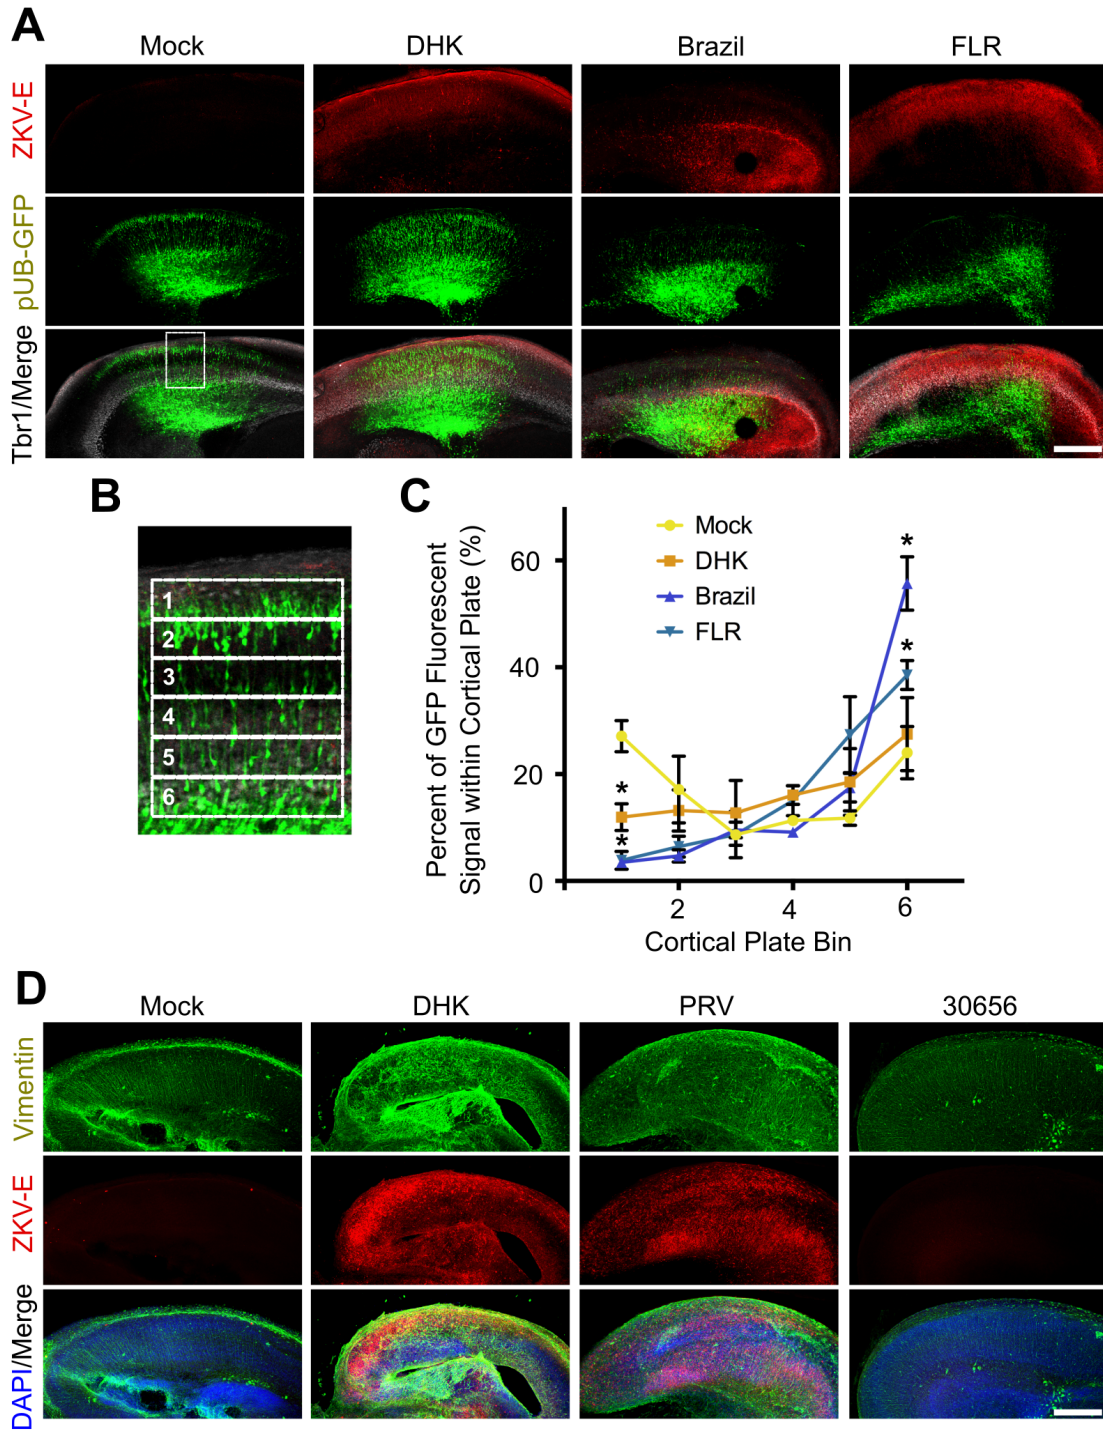 A
Mock DHK Brazil FLR
ZKV-E
pUB-GFP
Tbr1/Merge
B
1
2
3
4
5
6
C
Percent of GFP Fluorescent
Signal within Cortical Plate (%)
60
40
20
0
2 4 6
Cortical Plate Bin
Mock
DHK
Brazil
FLR
*
*
*
*
D
Mock DHK PRV 30656
Vimentin
ZKV-E
DAPI/Merge